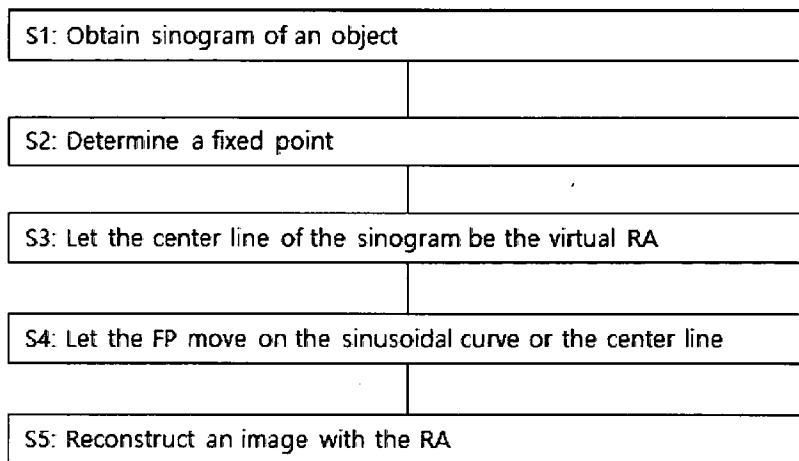 S1: Obtain sinogram of an object
S2: Determine a fixed point
S3: Let the center line of the sinogram be the virtual RA
S4: Let the FP move on the sinusoidal curve or the center line
S5: Reconstruct an image with the RA